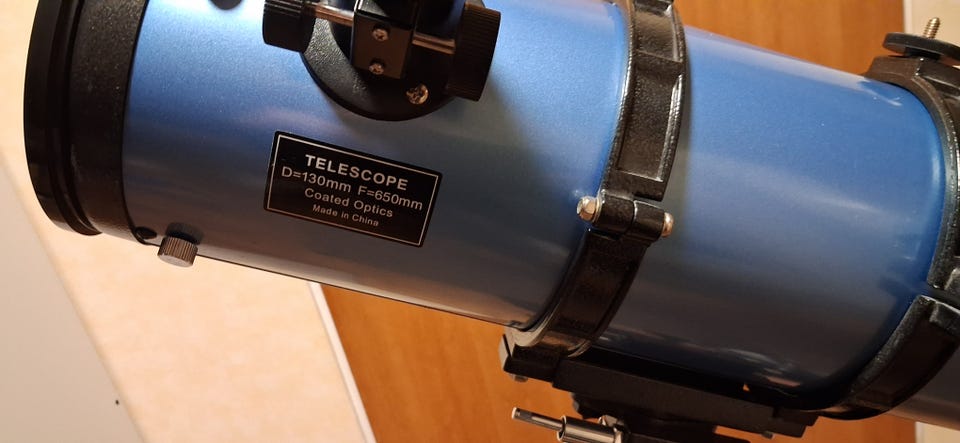 TELESCOPE
D=130mm F=650mm
Coated Optics
Made in China